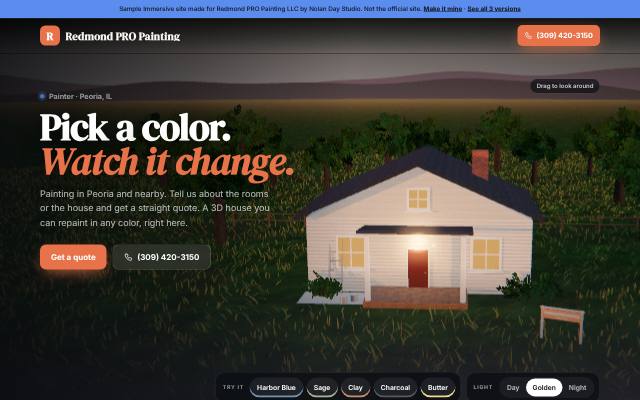 Sample Immersive site made for Redmond PRO Painting LLC by Nolan Day Studio. Not the official site. Make it mine · See all 3 versions
R Redmond PRO Painting
(309) 420-3150
Drag to look around
Painter · Peoria, IL
Pick a color.
Watch it change.
Painting in Peoria and nearby. Tell us about the rooms
or the house and get a straight quote. A 3D house you
can repaint in any color, right here.
Get a quote
(309) 420-3150
TRY IT Harbor Blue Sage Clay Charcoal Butter
LIGHT Day Golden Night